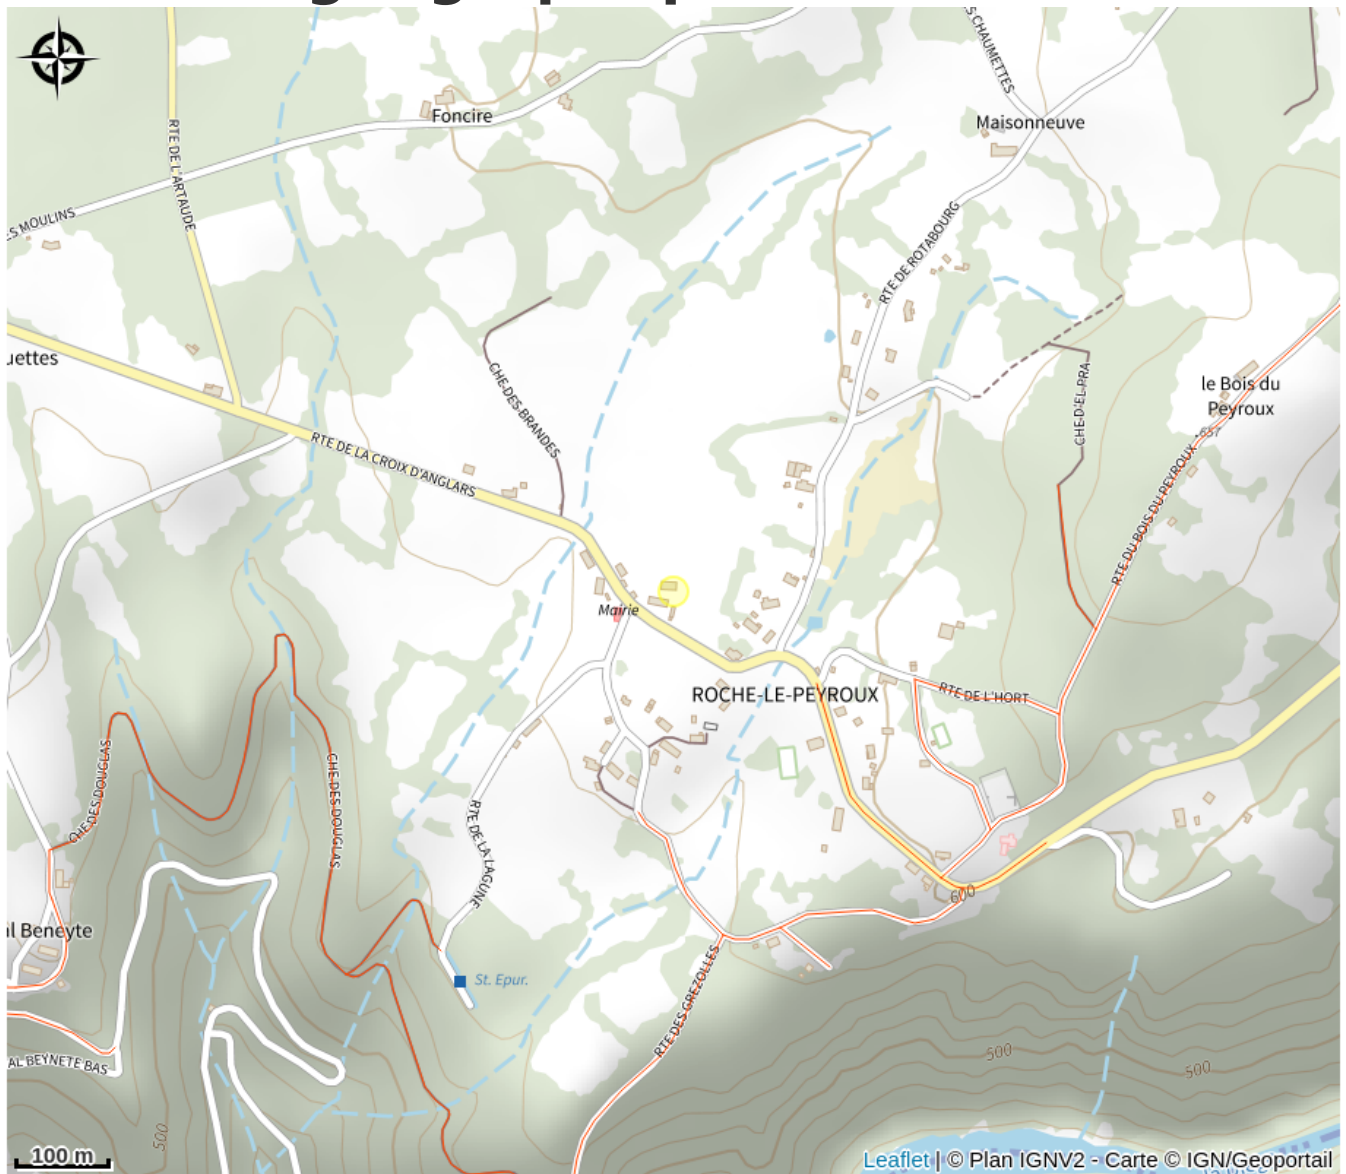 S CHAUMETTES
Foncire
Maisonneuve
RTE DE L'ARTAUDE
ES MOULINS
RTE DE ROTABOURG
uettes
CHE DES BRANDES
CHE D'EL PRA
le Bois du
Peyroux
657
RTE DE LA CROIX D'ANGLARS
RTE DU BOIS DU PEYROUX
Mairie
ROCHE-LE-PEYROUX
RTE DE L'HORT
CHE DES DOUGLAS
CHE DES DOUGLAS
RTE DE LA LAGUNE
600
al Beneyte
St. Epur.
RTE DES GREZOLLES
AL BEYNETE BAS
500
500
500
100 m
Leaflet | © Plan IGNV2 - Carte © IGN/Geoportail